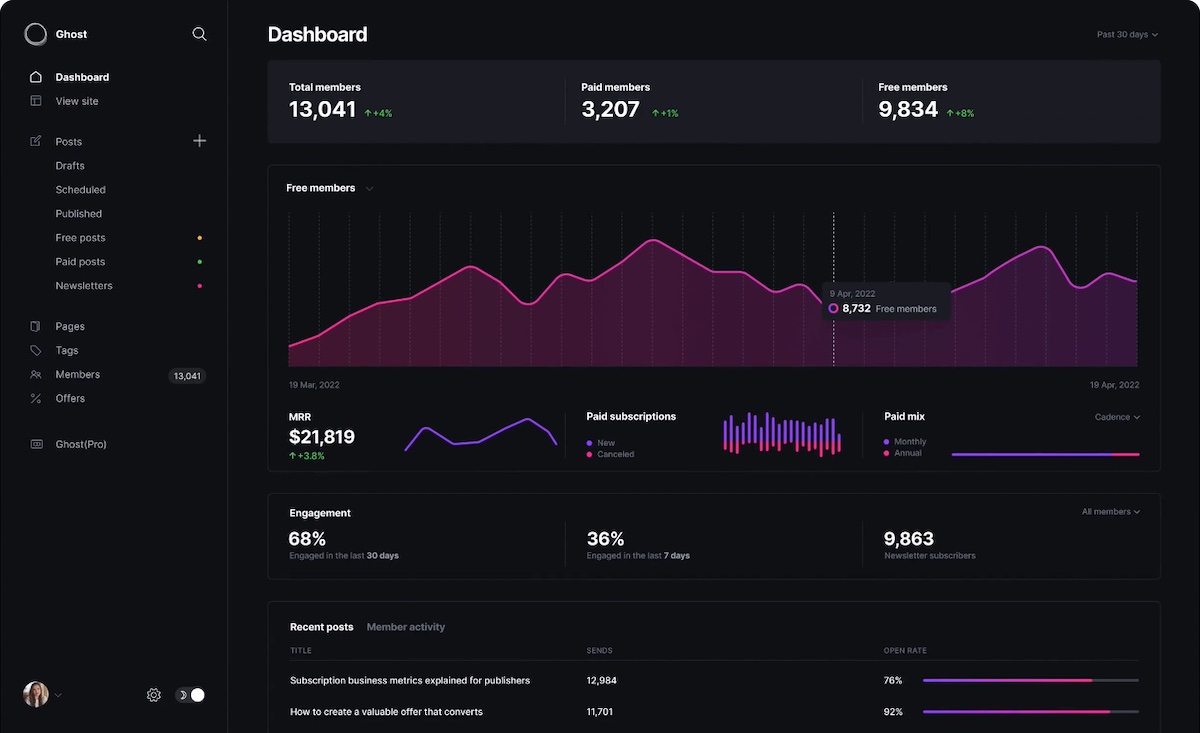 Ghost
Dashboard
View site
Posts
Drafts
Scheduled
Published
Free posts
Paid posts
Newsletters
Pages
Tags
Members 13,041
Offers
Ghost(Pro)
Dashboard
Past 30 days
Total members
13,041 ↑+4%
Paid members
3,207 ↑+1%
Free members
9,834 ↑+8%
Free members
9 Apr, 2022
8,732 Free members
19 Mar, 2022
19 Apr, 2022
MRR
$21,819
↑+3.8%
Paid subscriptions
New
Canceled
Paid mix
Cadence
Monthly
Annual
Engagement
All members
68%
Engaged in the last 30 days
36%
Engaged in the last 7 days
9,863
Newsletter subscribers
Recent posts Member activity
TITLE SENDS OPEN RATE
Subscription business metrics explained for publishers 12,984 76%
How to create a valuable offer that converts 11,701 92%